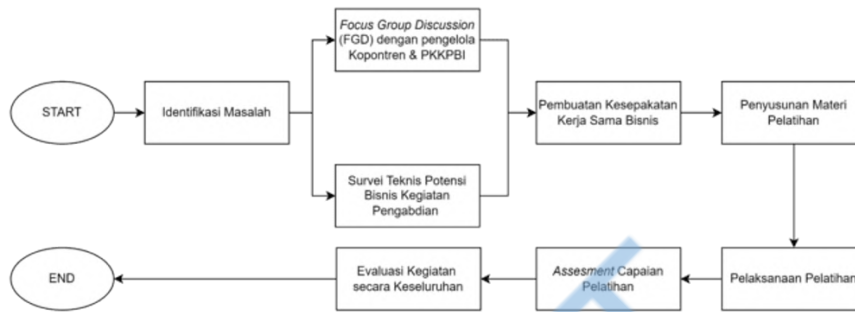 START
Identifikasi Masalah
Focus Group Discussion
(FGD) dengan pengelola
Kopontren & PKKPBI
Survei Teknis Potensi
Bisnis Kegiatan
Pengabdian
Pembuatan Kesepakatan
Kerja Sama Bisnis
Penyusunan Materi
Pelatihan
Pelaksanaan Pelatihan
Assesment Capaian
Pelatihan
Evaluasi Kegiatan
secara Keseluruhan
END